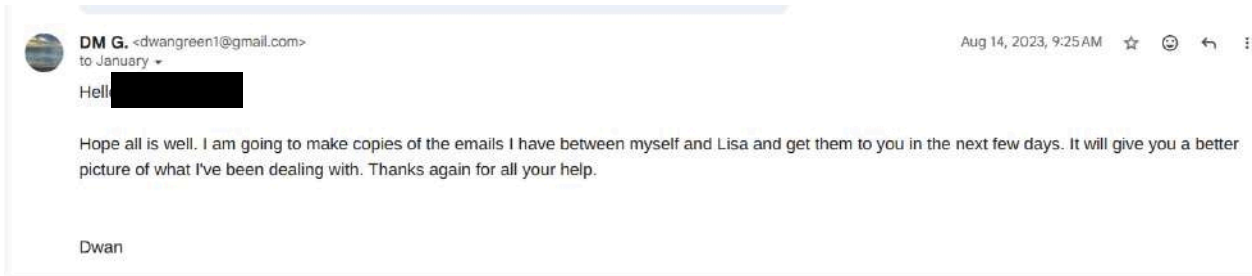 DM G. <dwangreen1@gmail.com> Aug 14, 2023, 9:25 AM
to January
Hope all is well. I am going to make copies of the emails I have between myself and Lisa and get them to you in the next few days. It will give you a better
picture of what I've been dealing with. Thanks again for all your help.
Dwan